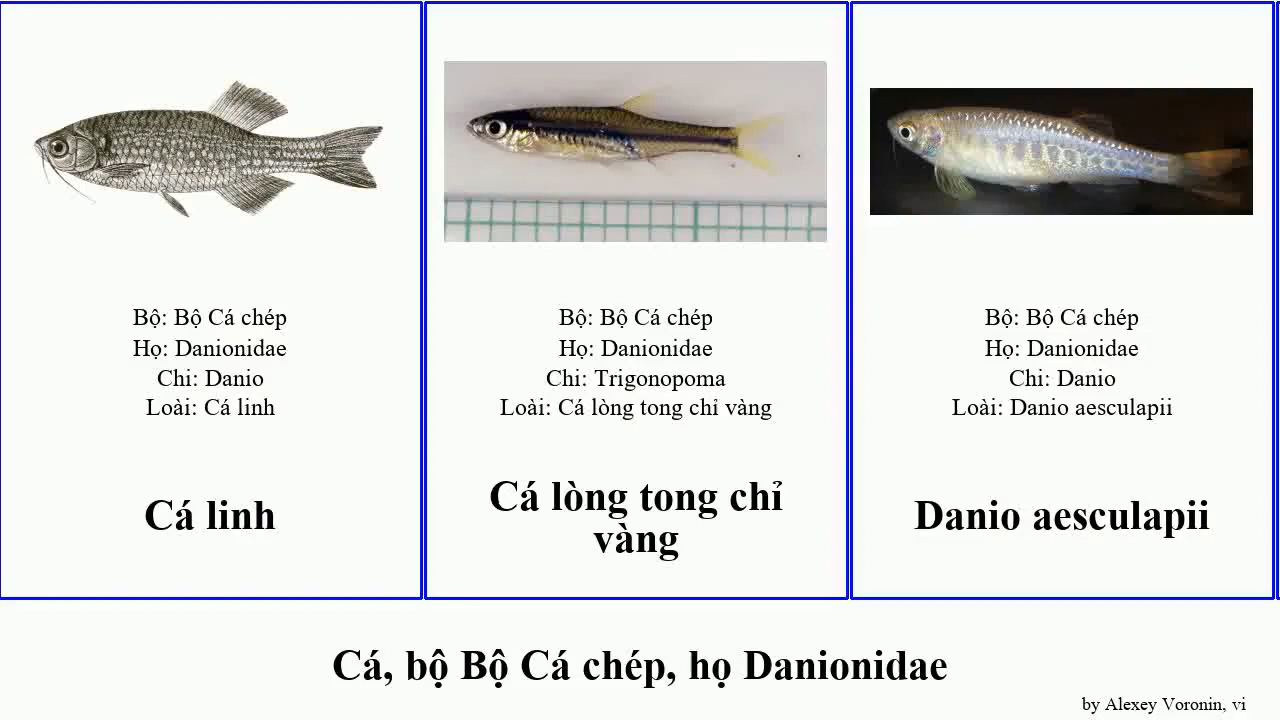 Bộ: Bộ Cá chép
Họ: Danionidae
Chi: Danio
Loài: Cá linh
Cá linh
Bộ: Bộ Cá chép
Họ: Danionidae
Chi: Trigonopoma
Loài: Cá lòng tong chỉ vàng
Cá lòng tong chỉ
vàng
Bộ: Bộ Cá chép
Họ: Danionidae
Chi: Danio
Loài: Danio aesculapii
Danio aesculapii
Cá, bộ Bộ Cá chép, họ Danionidae
by Alexey Voronin, vi